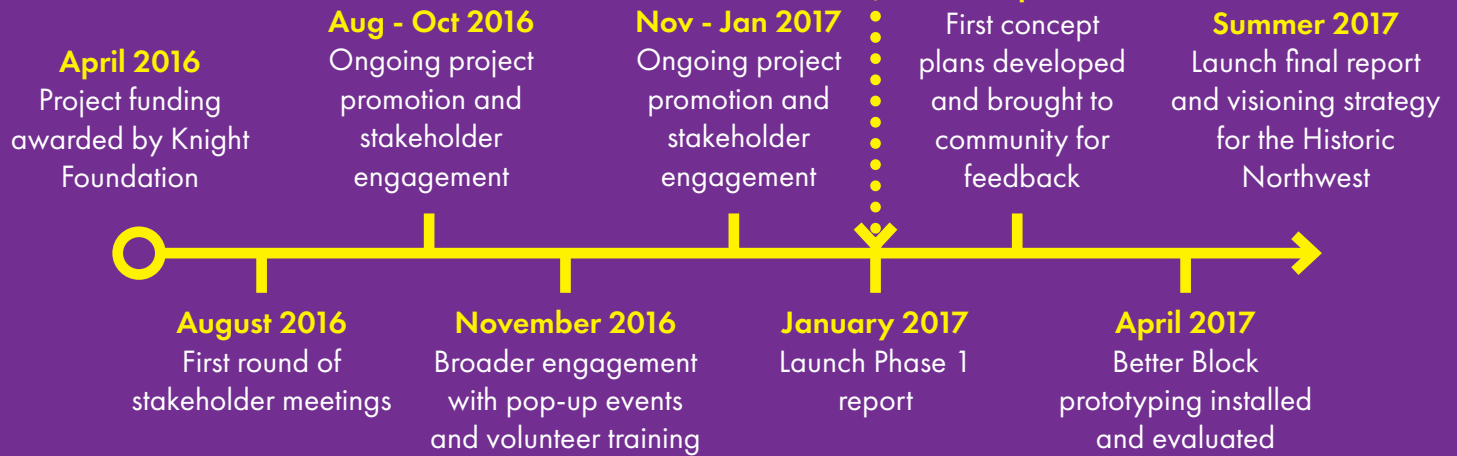 April 2016
Project funding
awarded by Knight
Foundation
Aug - Oct 2016
Ongoing project
promotion and
stakeholder
engagement
Nov - Jan 2017
Ongoing project
promotion and
stakeholder
engagement
First concept
plans developed
and brought to
community for
feedback
Summer 2017
Launch final report
and visioning strategy
for the Historic
Northwest
August 2016
First round of
stakeholder meetings
November 2016
Broader engagement
with pop-up events
and volunteer training
January 2017
Launch Phase 1
report
April 2017
Better Block
prototyping installed
and evaluated